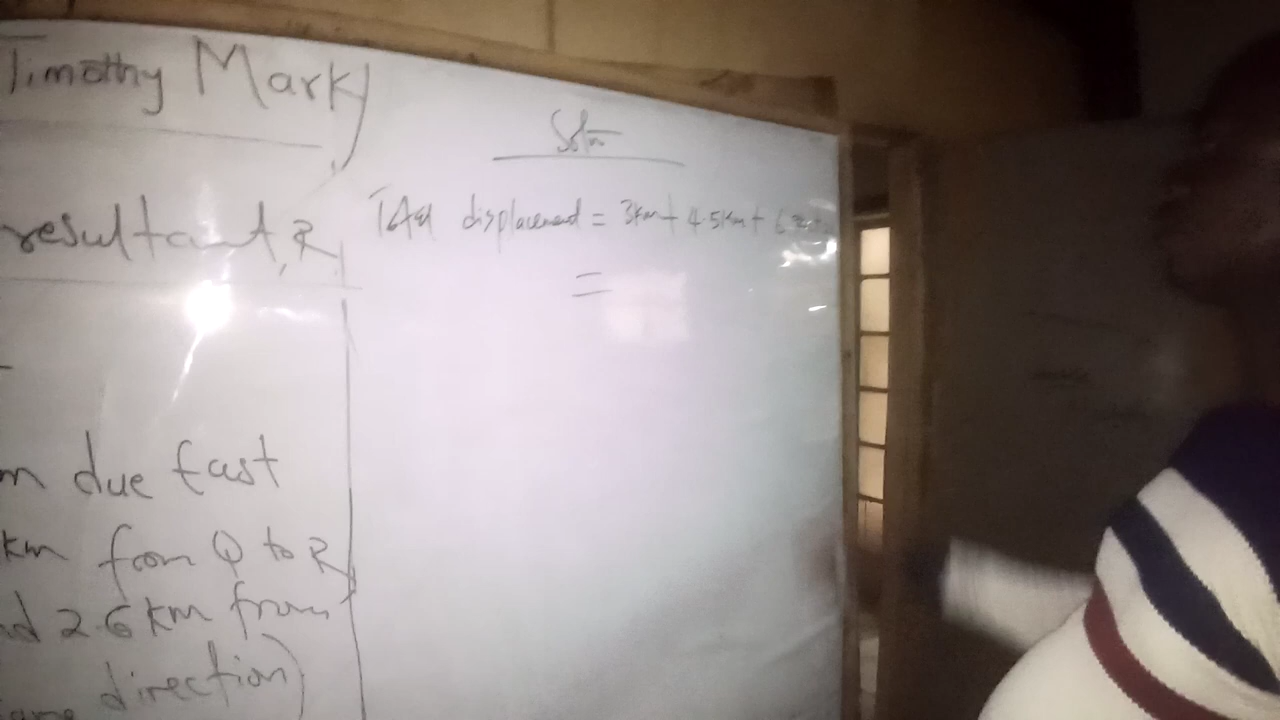 Timothy Mark
resultant, R
m due East
km from Q to R
nd 2.6 km from
ame direction)
Soln
Total displacement = 3km + 4.5km +
=